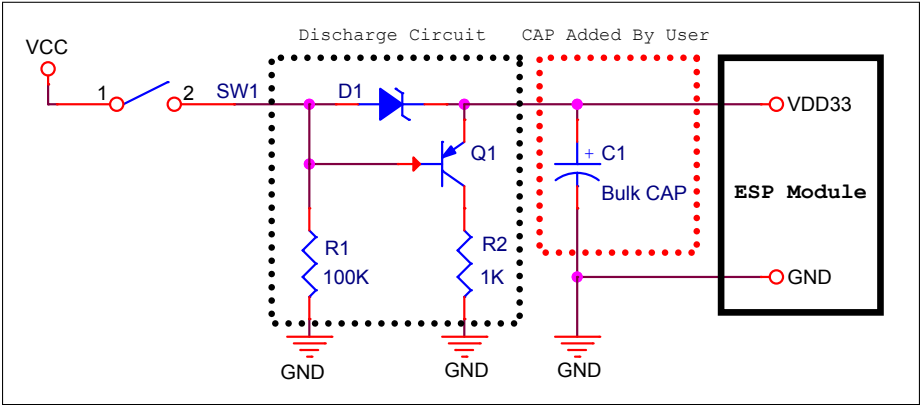 Discharge Circuit
CAP Added By User
VCC
1
2
SW1
D1
VDD33
Q1
+ C1
Bulk CAP
ESP Module
R1
100K
R2
1K
GND
GND
GND
GND